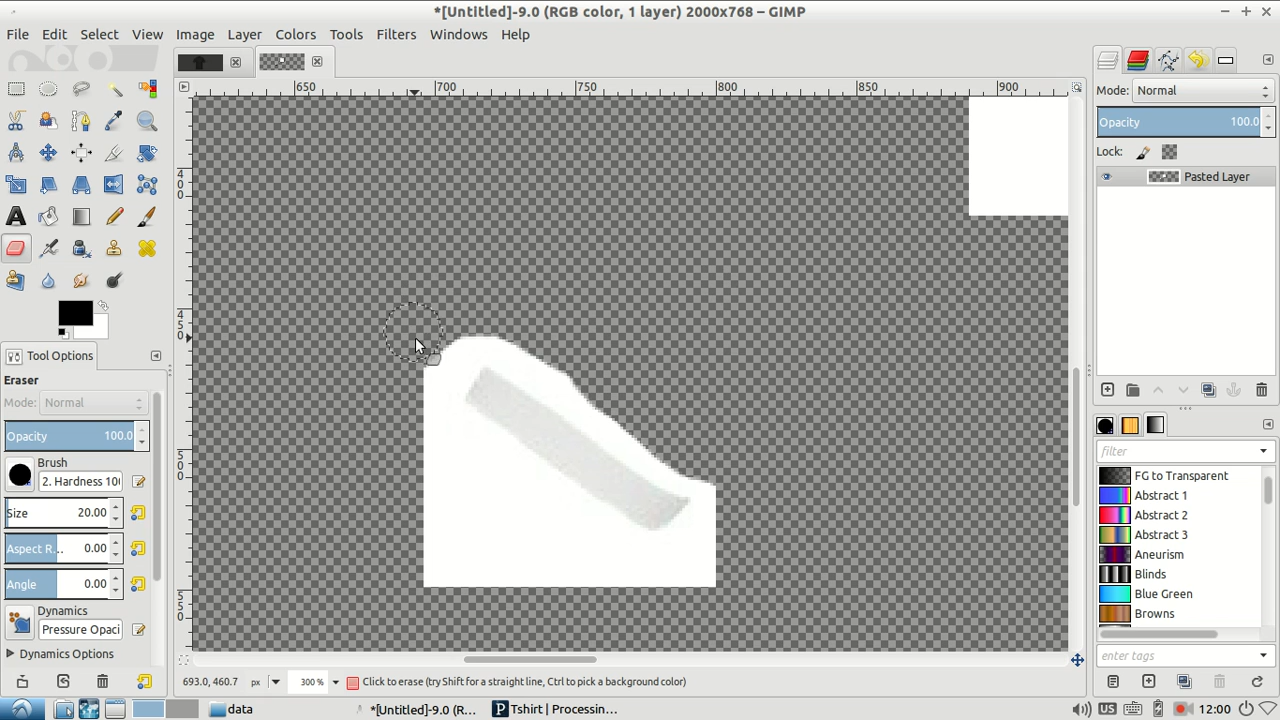 *[Untitled]-9.0 (RGB color, 1 layer) 2000x768 – GIMP
File Edit Select View Image Layer Colors Tools Filters Windows Help
650 700 750 800 850 900
Mode: Normal
Opacity 100.0
Lock:
Pasted Layer
400
450
500
550
Tool Options
Eraser
Mode: Normal
Opacity 100.0
Brush
2. Hardness 10
Size 20.00
Aspect R... 0.00
Angle 0.00
Dynamics
Pressure Opaci
Dynamics Options
filter
FG to Transparent
Abstract 1
Abstract 2
Abstract 3
Aneurism
Blinds
Blue Green
Browns
enter tags
693.0, 460.7 px 300 % Click to erase (try Shift for a straight line, Ctrl to pick a background color)
data *[Untitled]-9.0 (R... Tshirt | Processin... US 12:00